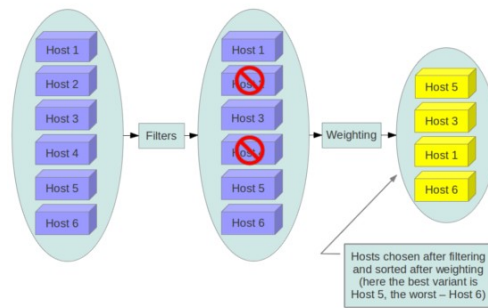 Host 1
Host 2
Host 3
Host 4
Host 5
Host 6
Filters
Host 1
Host
Host 3
Host
Host 5
Host 6
Weighting
Host 5
Host 3
Host 1
Host 6
Hosts chosen after filtering
and sorted after weighting
(here the best variant is
Host 5, the worst – Host 6)